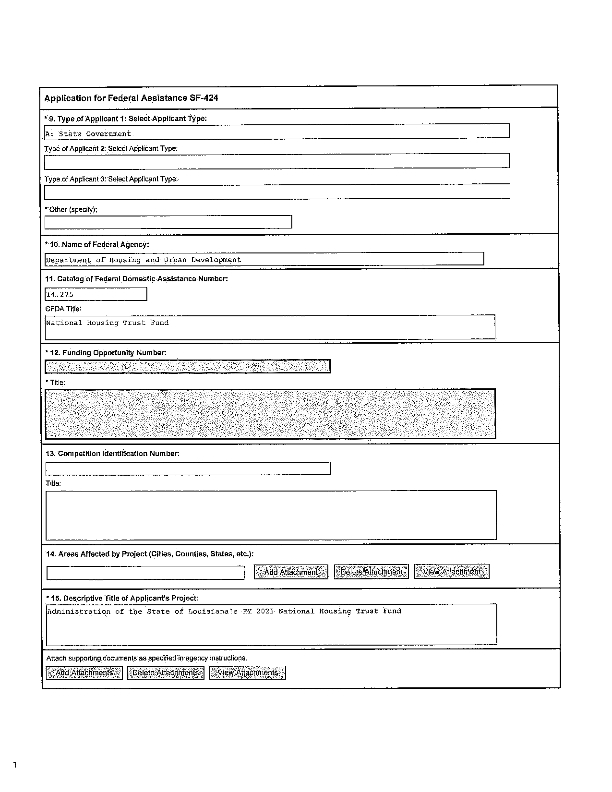 Application for Federal Assistance SF-424
* 9. Type of Applicant 1: Select Applicant Type:
A: State Government
Type of Applicant 2: Select Applicant Type:
Type of Applicant 3: Select Applicant Type:
* Other (specify):
* 10. Name of Federal Agency:
Department of Housing and Urban Development
11. Catalog of Federal Domestic Assistance Number:
14.275
CFDA Title:
National Housing Trust Fund
* 12. Funding Opportunity Number:
* Title:
13. Competition Identification Number:
Title:
14. Areas Affected by Project (Cities, Counties, States, etc.):
Add Attachment Delete Attachment View Attachment
* 15. Descriptive Title of Applicant's Project:
Administration of the State of Louisiana's FY 2021 National Housing Trust Fund
Attach supporting documents as specified in agency instructions.
Add Attachments Delete Attachments View Attachments
1